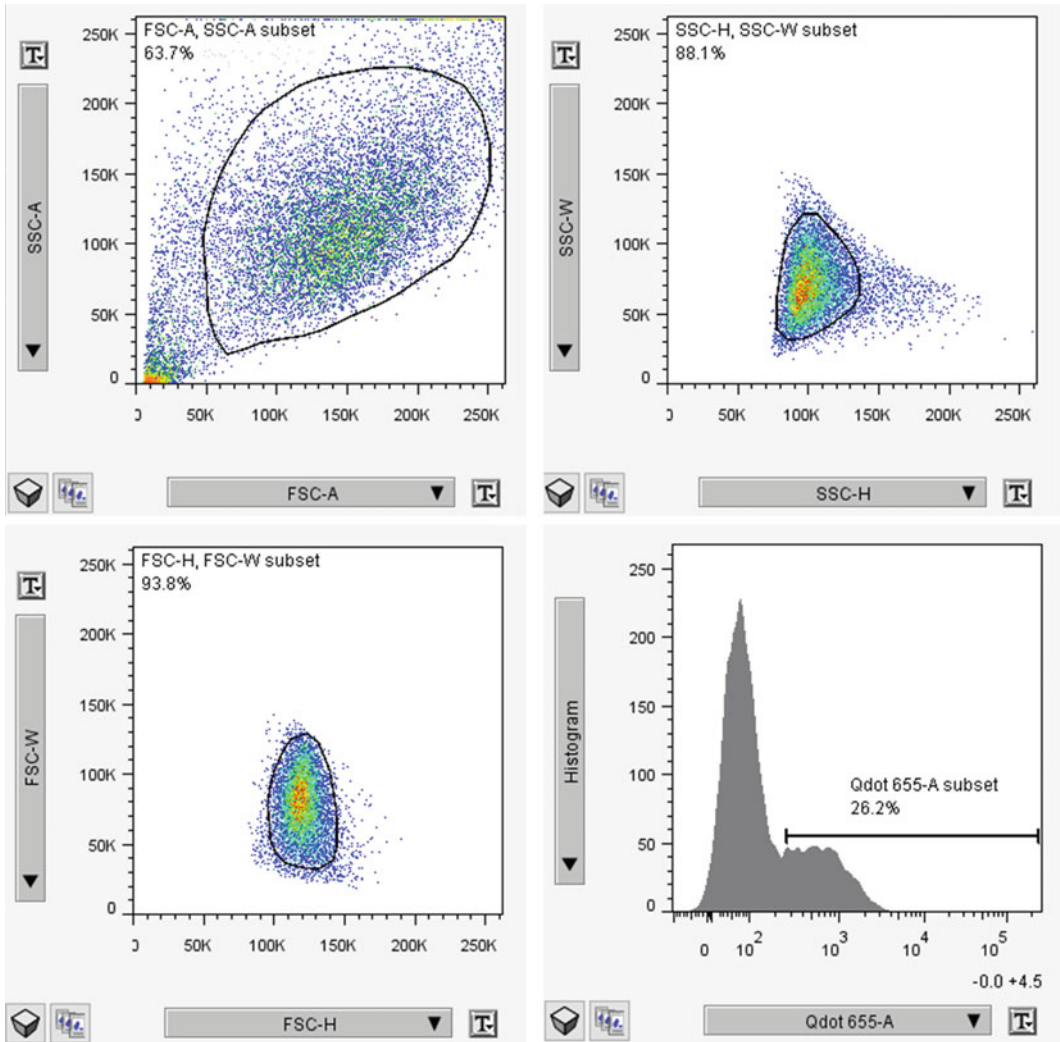 FSC-A, SSC-A subset
63.7%
250K
200K
150K
100K
50K
0
SSC-A
0 50K 100K 150K 200K 250K
FSC-A
T
T
SSC-H, SSC-W subset
88.1%
250K
200K
150K
100K
50K
0
SSC-W
0 50K 100K 150K 200K 250K
SSC-H
T
T
FSC-H, FSC-W subset
93.8%
250K
200K
150K
100K
50K
0
FSC-W
0 50K 100K 150K 200K 250K
FSC-H
T
T
250
200
150
100
50
0
Histogram
Qdot 655-A subset
26.2%
0 10² 10³ 10⁴ 10⁵
-0.0 +4.5
Qdot 655-A
T